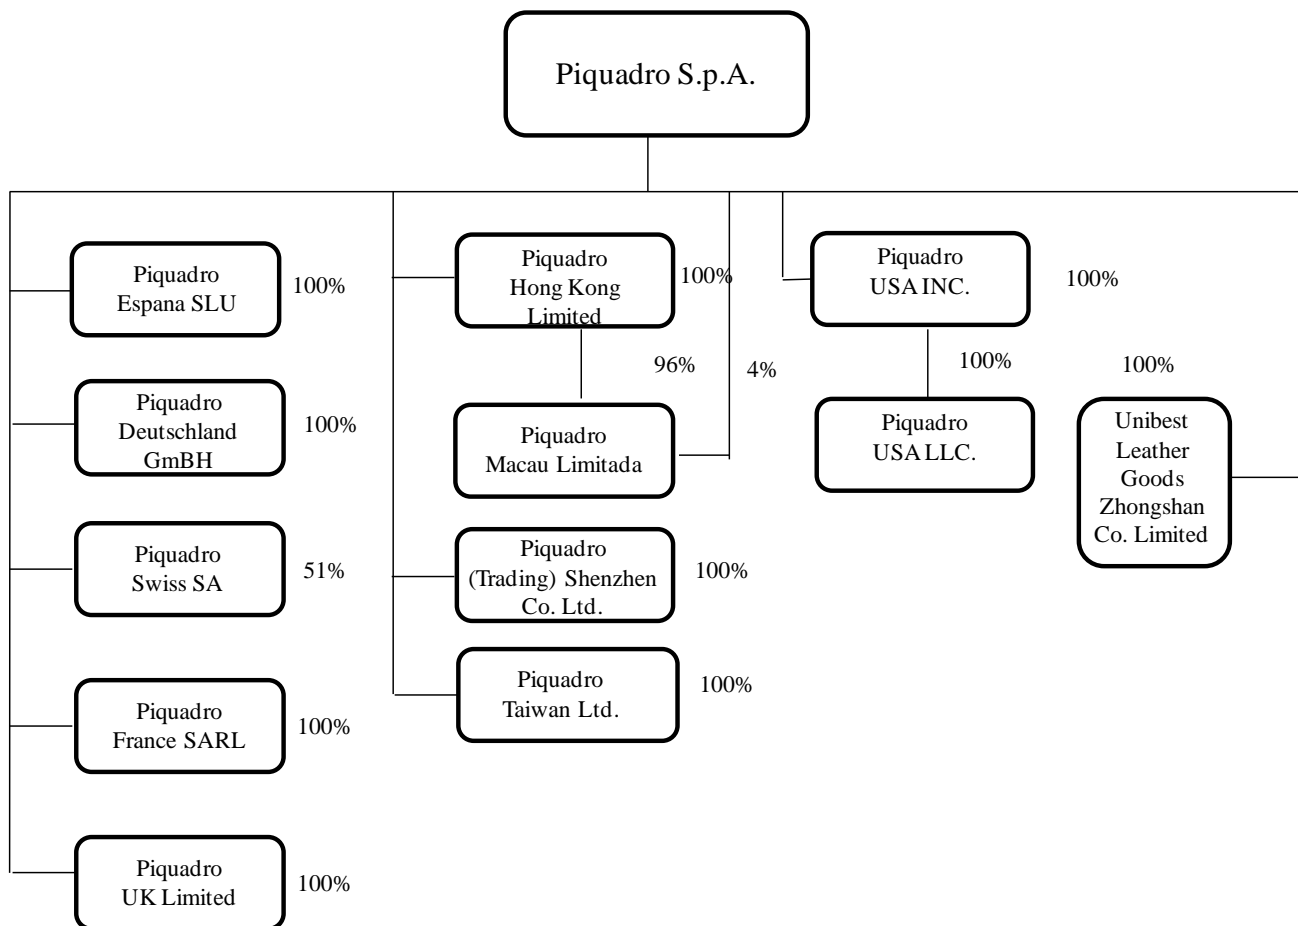 Piquadro S.p.A.
Piquadro
Espana SLU
100%
Piquadro
Deutschland
GmBH
100%
Piquadro
Swiss SA
51%
Piquadro
France SARL
100%
Piquadro
UK Limited
100%
Piquadro
Hong Kong
Limited
100%
96%
4%
Piquadro
Macau Limitada
Piquadro
(Trading) Shenzhen
Co. Ltd.
100%
Piquadro
Taiwan Ltd.
100%
Piquadro
USA INC.
100%
100%
Piquadro
USA LLC.
100%
Unibest
Leather
Goods
Zhongshan
Co. Limited